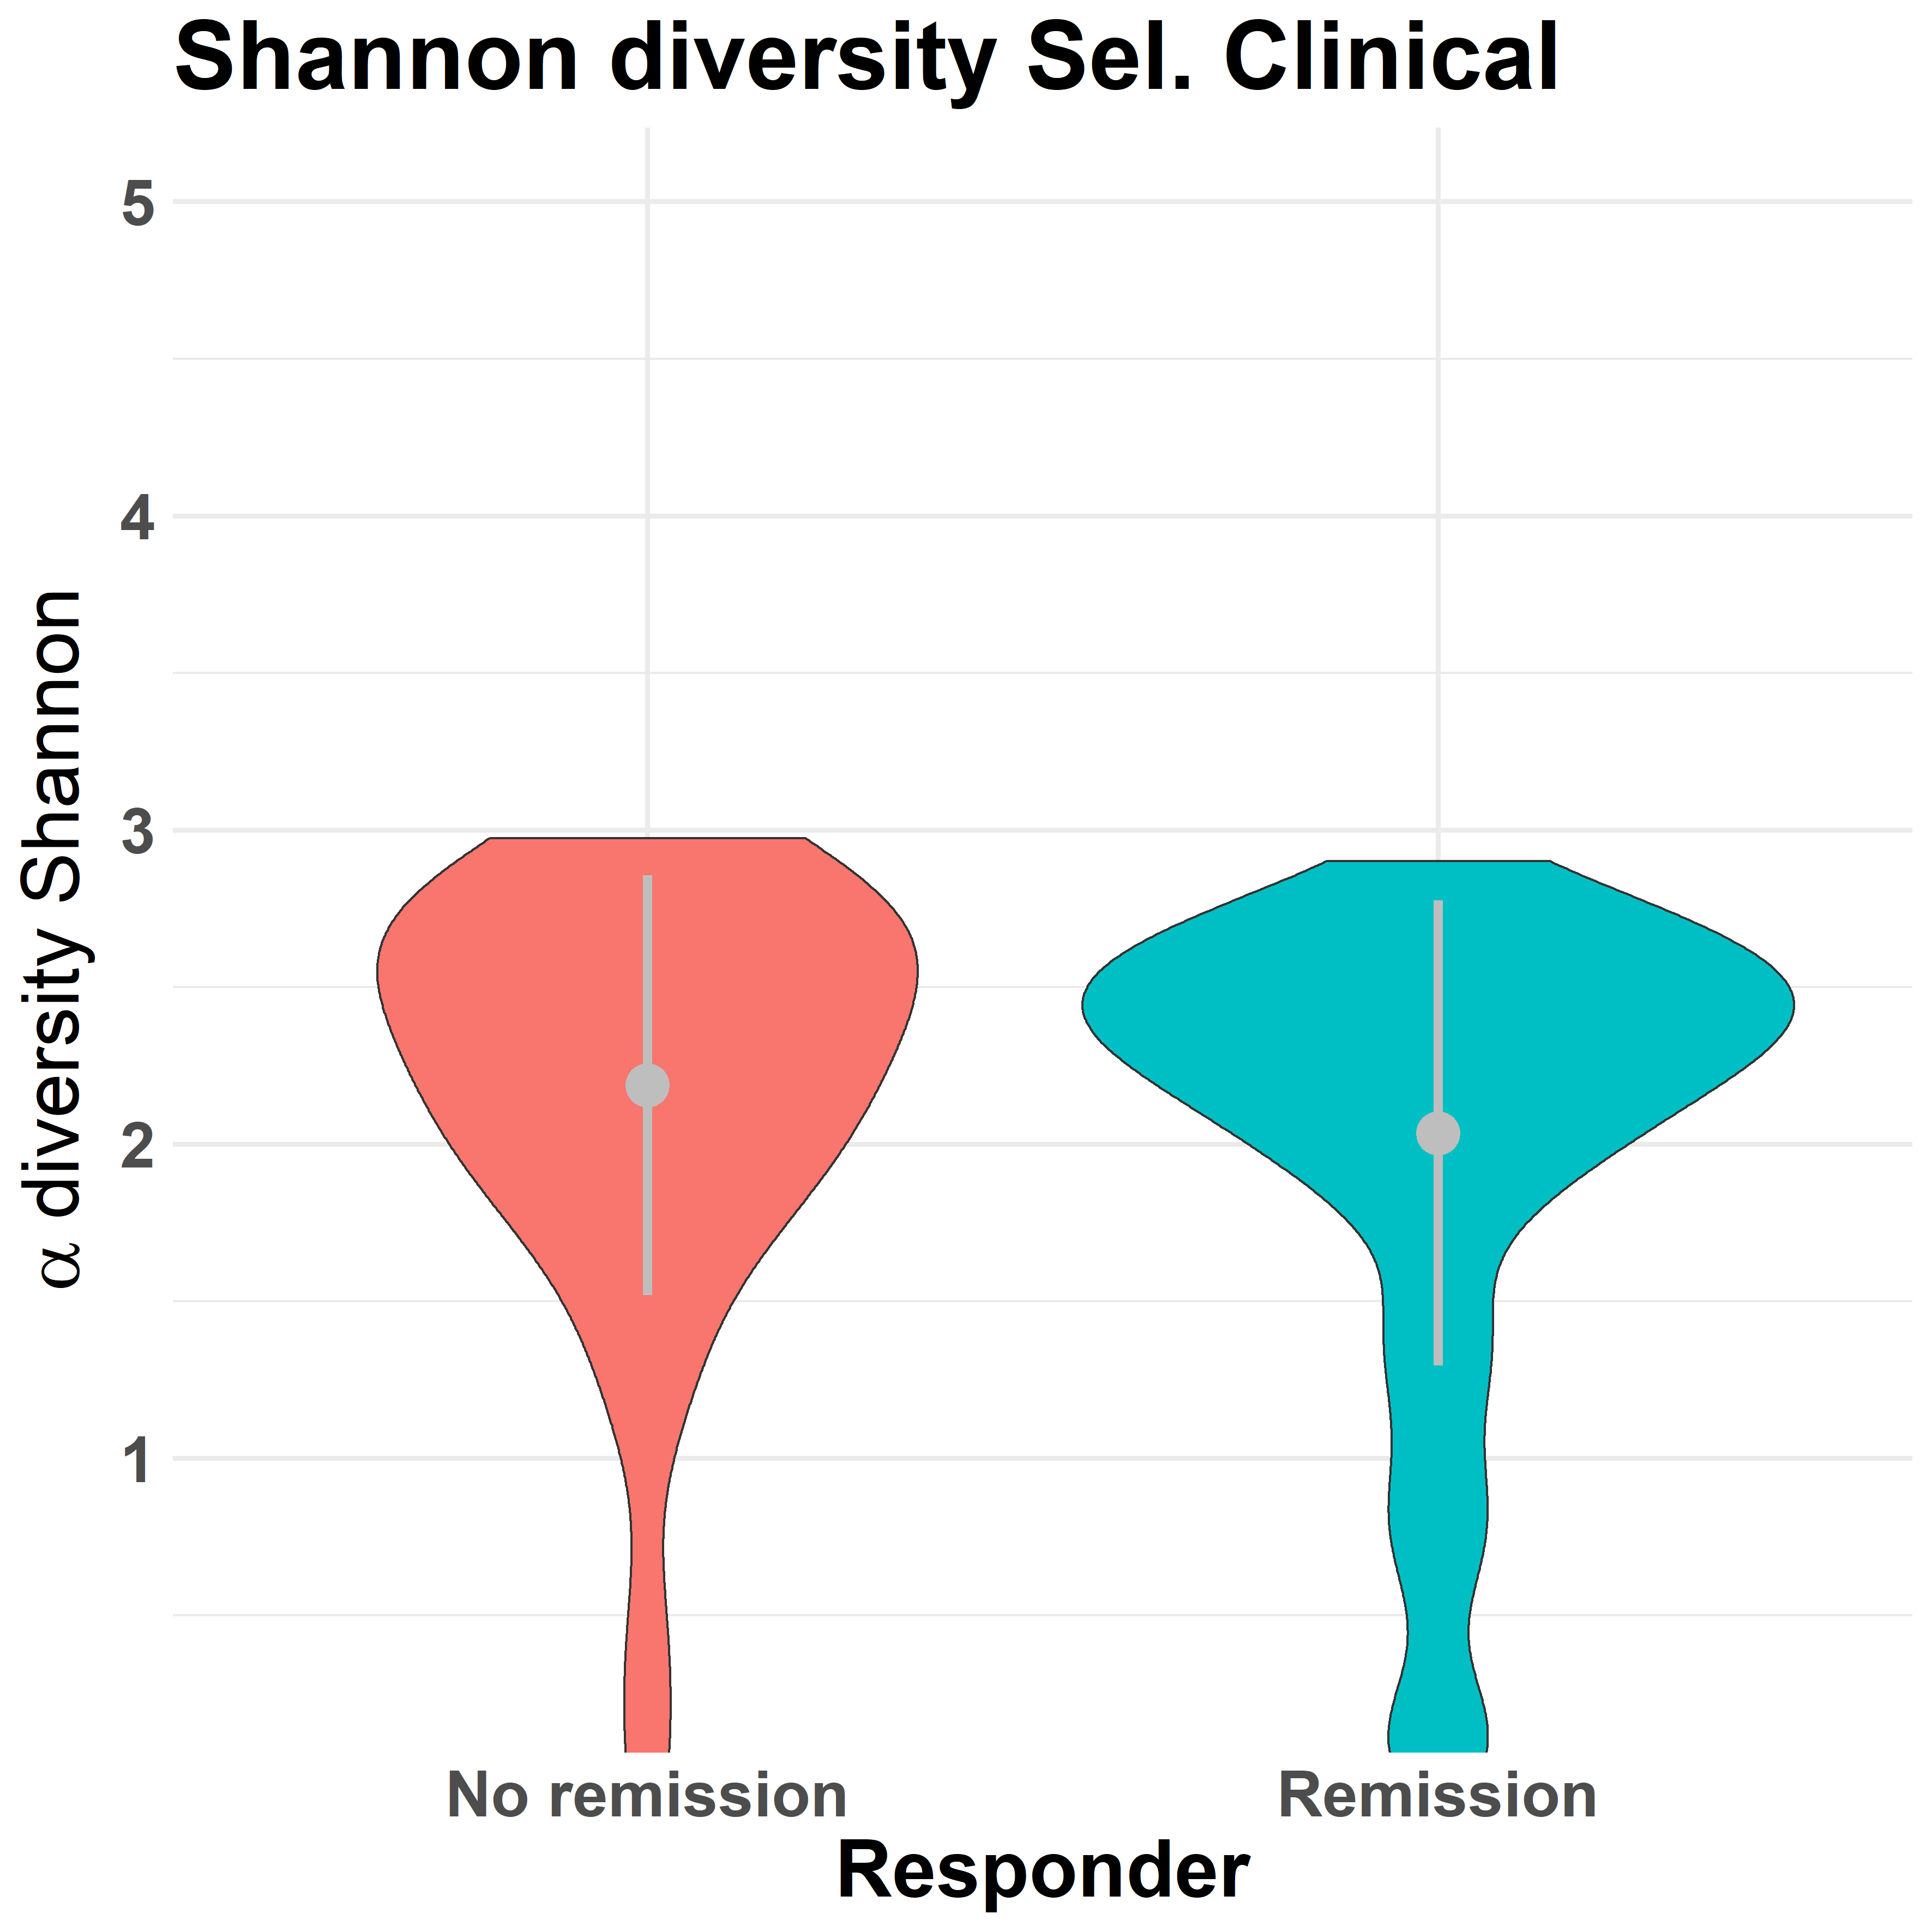 Shannon diversity Sel. Clinical
α diversity Shannon
5
4
3
2
1
No remission
Remission
Responder